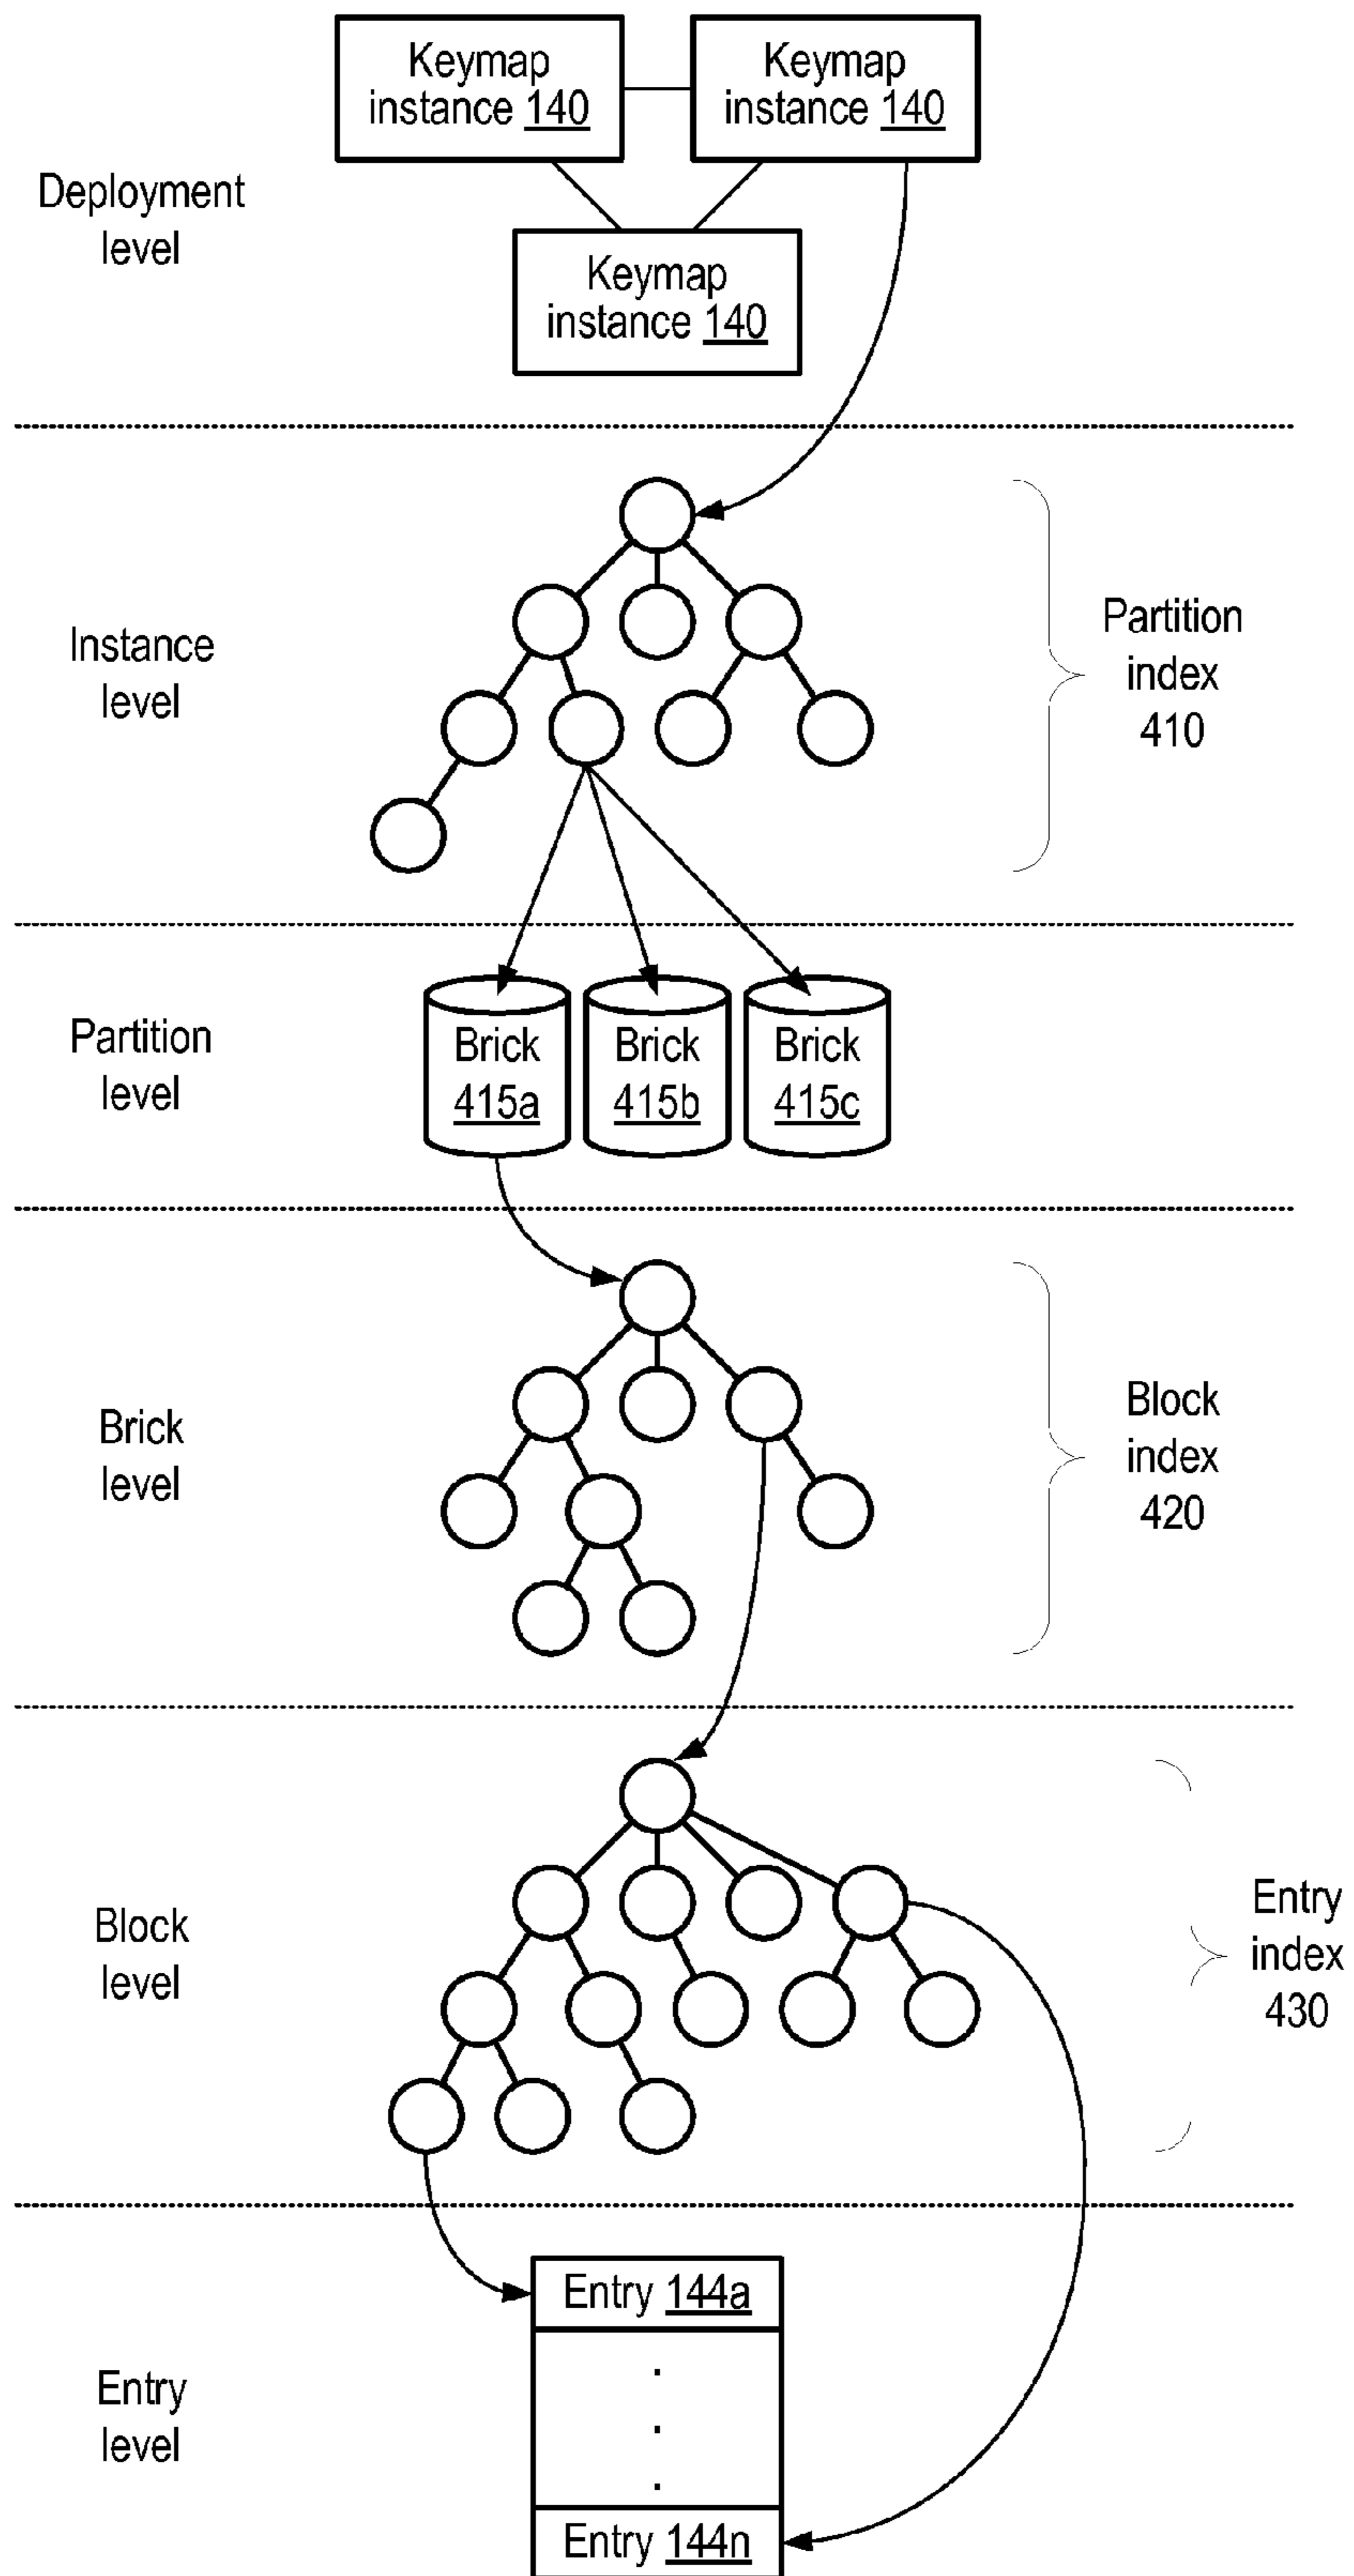 Keymap
instance 140
Keymap
instance 140
Deployment
level
Keymap
instance 140
Instance
level
Partition
index
410
Partition
level
Brick
415a
Brick
415b
Brick
415c
Brick
level
Block
index
420
Block
level
Entry
index
430
Entry 144a
.
.
.
Entry
level
Entry 144n